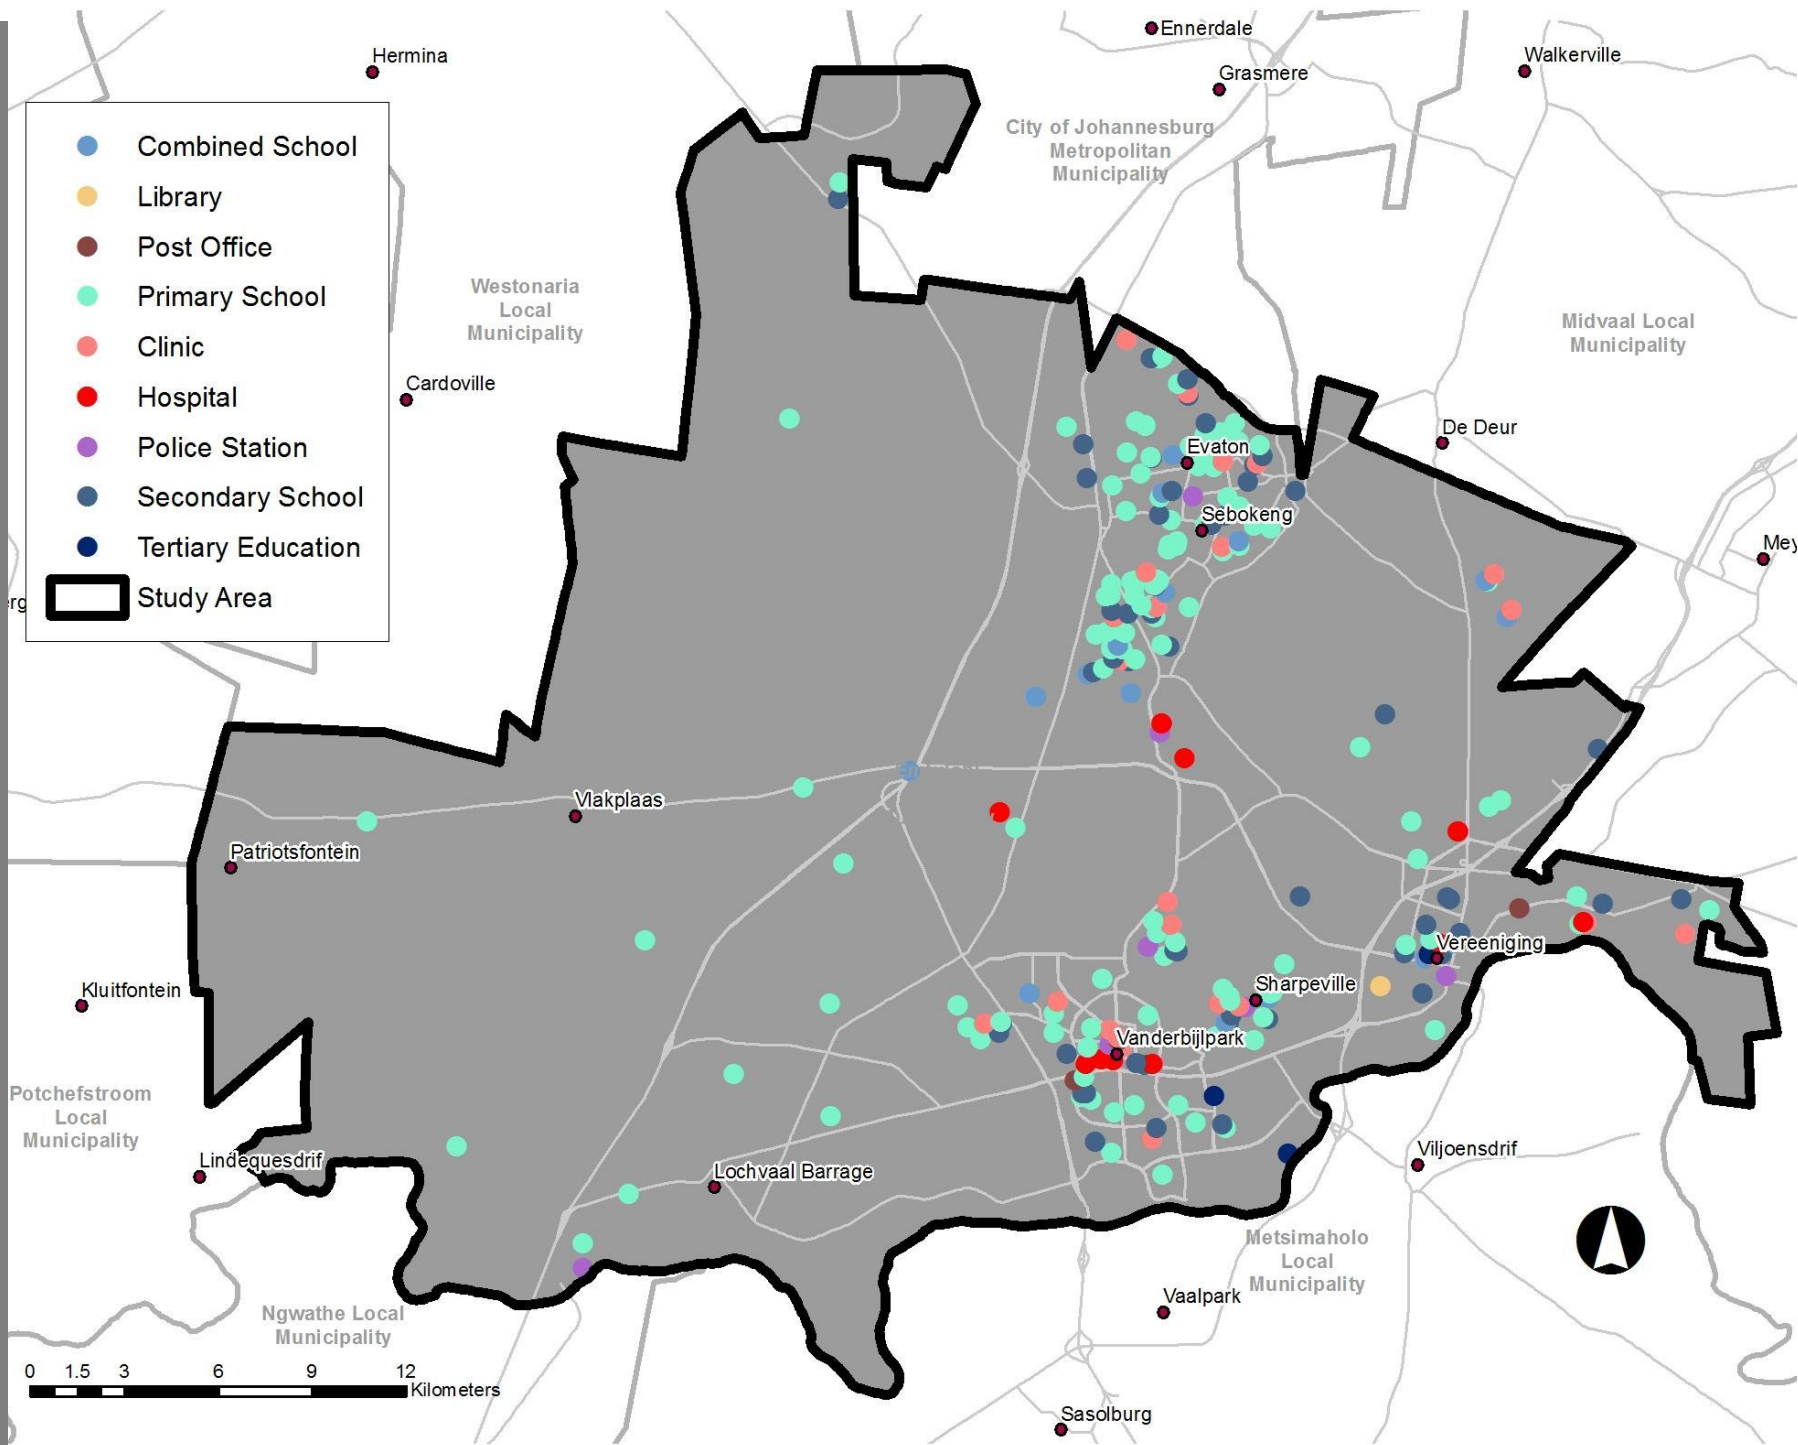 Ennerdale
Hermina
Walkerville
Grasmere
City of Johannesburg
Metropolitan
Municipality
Combined School
Library
Post Office
Primary School
Clinic
Hospital
Police Station
Secondary School
Tertiary Education
Study Area
Westonaria
Local
Municipality
Midvaal Local
Municipality
Cardoville
De Deur
Evaton
Sebokeng
Mey
erg
Vlakplaas
Patriotsfontein
Vereeniging
Kluitfontein
Sharpeville
Vanderbijlpark
Potchefstroom
Local
Municipality
Lindequesdrif
Lochvaal Barrage
Viljoensdrif
Metsimaholo
Local
Municipality
Vaalpark
Ngwathe Local
Municipality
0 1.5 3 6 9 12
Kilometers
Sasolburg